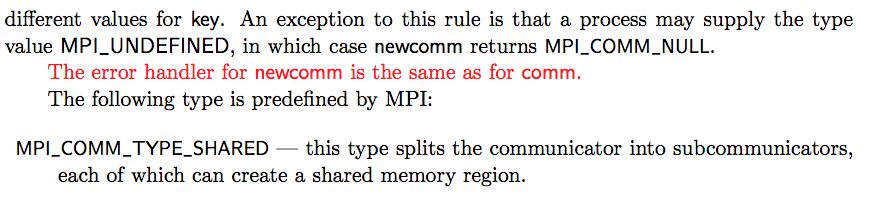 different values for key. An exception to this rule is that a process may supply the type
value MPI_UNDEFINED, in which case newcomm returns MPI_COMM_NULL.
The error handler for newcomm is the same as for comm.
The following type is predefined by MPI:
MPI_COMM_TYPE_SHARED — this type splits the communicator into subcommunicators,
each of which can create a shared memory region.